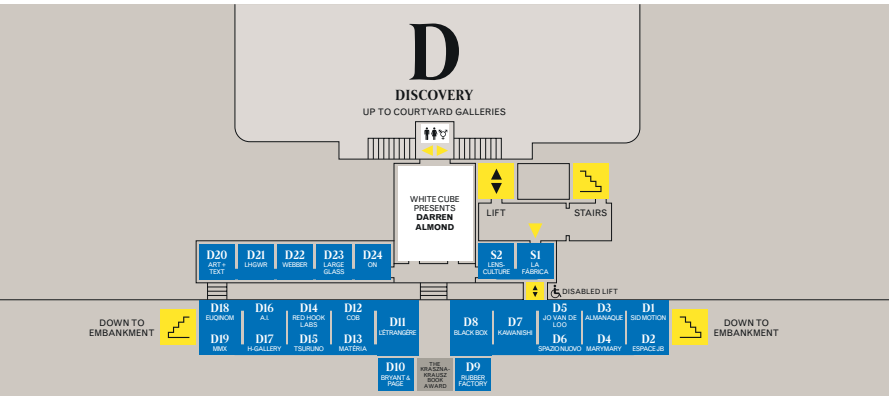 D
DISCOVERY
UP TO COURTYARD GALLERIES
WHITE CUBE
PRESENTS
DARREN
ALMOND
LIFT
STAIRS
D20
ART +
TEXT
D21
LHGWR
D22
WEBBER
D23
LARGE
GLASS
D24
ON
S2
LENS-
CULTURE
S1
LA
FÁBRICA
DISABLED LIFT
DOWN TO
EMBANKMENT
D18
EUQINOM
D16
A.I.
D14
RED HOOK
LABS
D12
COB
D11
L'ÉTRANGÈRE
D19
MMX
D17
H-GALLERY
D15
TSURUNO
D13
MATÈRIA
D8
BLACK BOX
D7
KAWANISHI
D5
JO VAN DE
LOO
D3
ALMANAQUE
D1
SID MOTION
D6
SPAZIO NUOVO
D4
MARYMARY
D2
ESPACE JB
DOWN TO
EMBANKMENT
D10
BRYANT &
PAGE
THE
KRASZNA-
KRAUSZ
BOOK
AWARD
D9
RUBBER
FACTORY